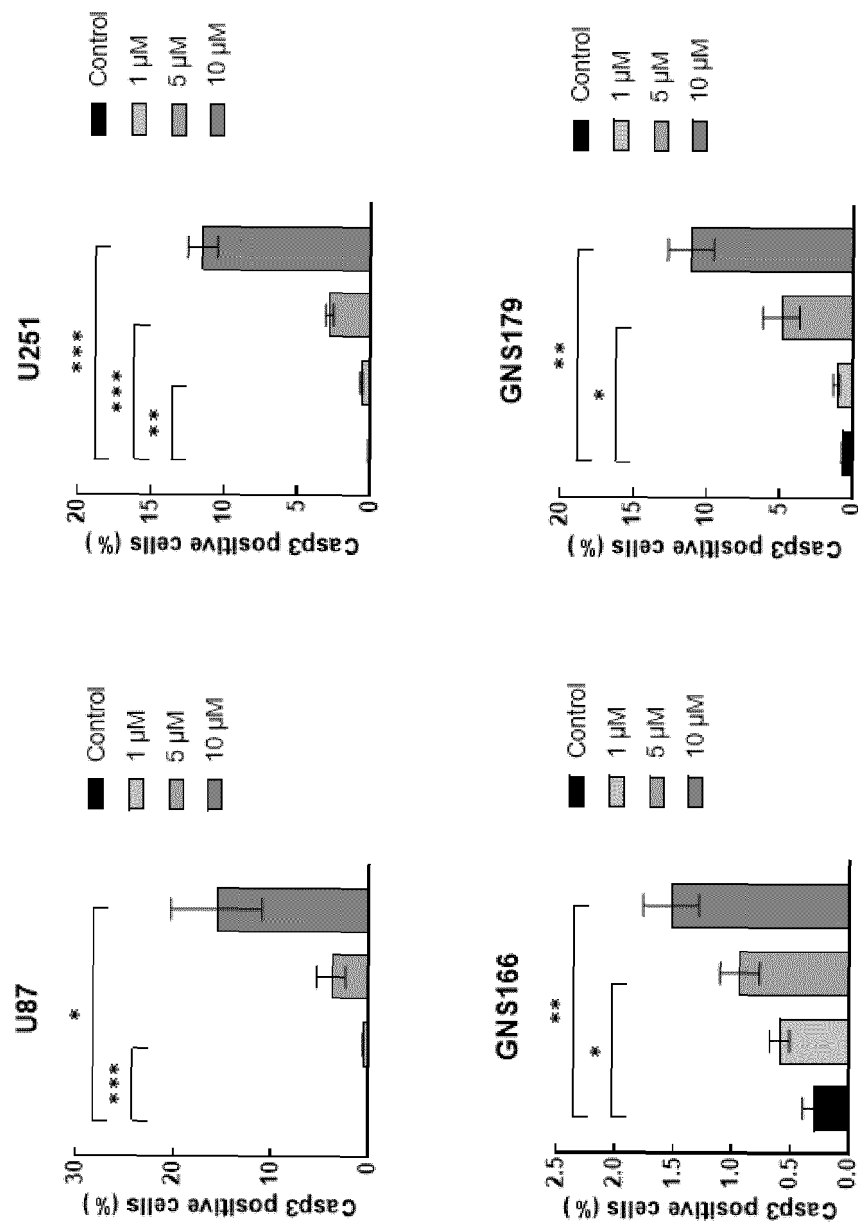 U87
Casp3 positive cells (%)
30
20
10
0
*
***
Control
1 µM
5 µM
10 µM
U251
Casp3 positive cells (%)
20
15
10
5
0
***
***
**
Control
1 µM
5 µM
10 µM
GNS166
Casp3 positive cells (%)
2.5
2.0
1.5
1.0
0.5
0.0
**
*
Control
1 µM
5 µM
10 µM
GNS179
Casp3 positive cells (%)
20
15
10
5
0
**
*
Control
1 µM
5 µM
10 µM